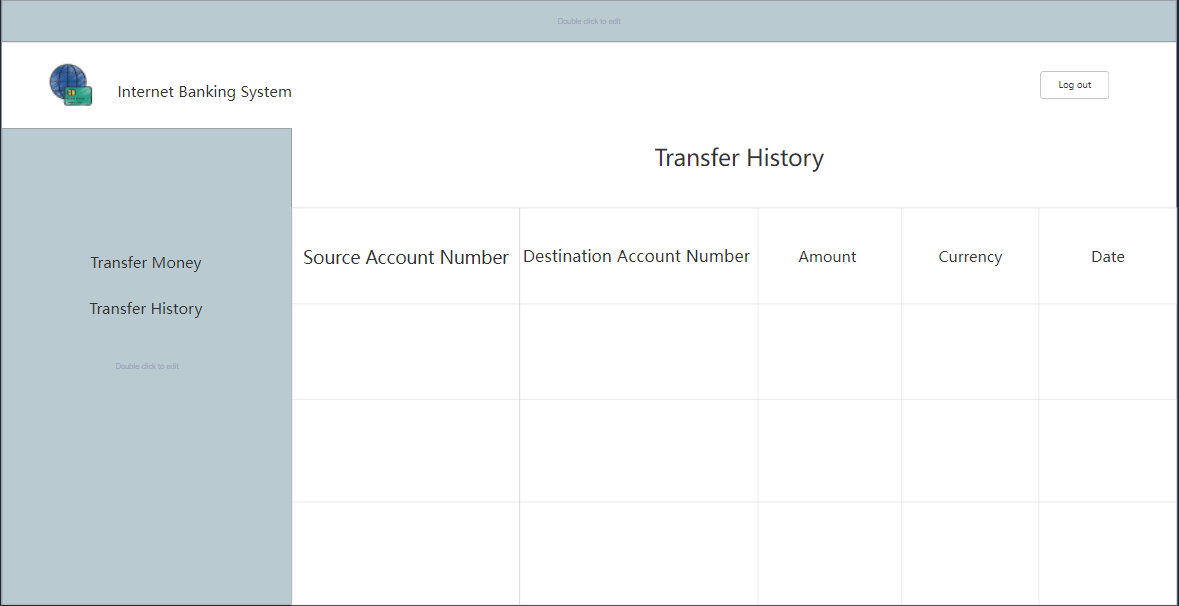 Double click to edit
Internet Banking System
Log out
Transfer History
Source Account Number
Destination Account Number
Amount
Currency
Date
Transfer Money
Transfer History
Double click to edit